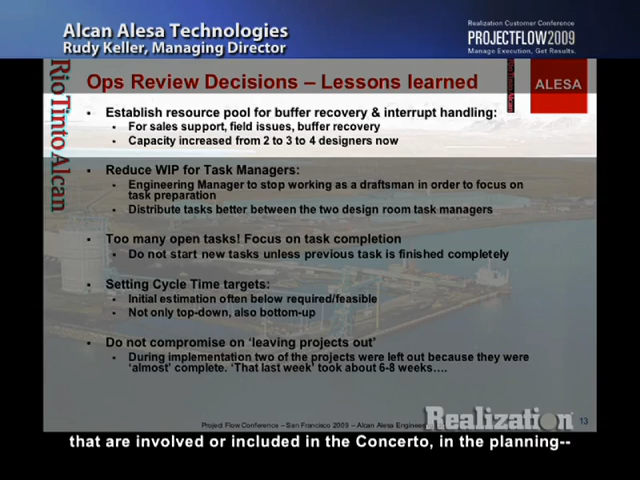 Alcan Alesa Technologies
Rudy Keller, Managing Director
Realization Customer Conference
PROJECTFLOW2009
Manage Execution, Get Results.
RioTintoAlcan
Ops Review Decisions – Lessons learned
ALESA
Establish resource pool for buffer recovery & interrupt handling:
For sales support, field issues, buffer recovery
Capacity increased from 2 to 3 to 4 designers now
Reduce WIP for Task Managers:
Engineering Manager to stop working as a draftsman in order to focus on
task preparation
Distribute tasks better between the two design room task managers
Too many open tasks! Focus on task completion
Do not start new tasks unless previous task is finished completely
Setting Cycle Time targets:
Initial estimation often below required/feasible
Not only top-down, also bottom-up
Do not compromise on ‘leaving projects out’
During implementation two of the projects were left out because they were
‘almost’ complete. ‘That last week’ took about 6-8 weeks….
Project Flow Conference – San Francisco 2009 – Alcan Alesa
Realization
13
that are involved or included in the Concerto, in the planning--